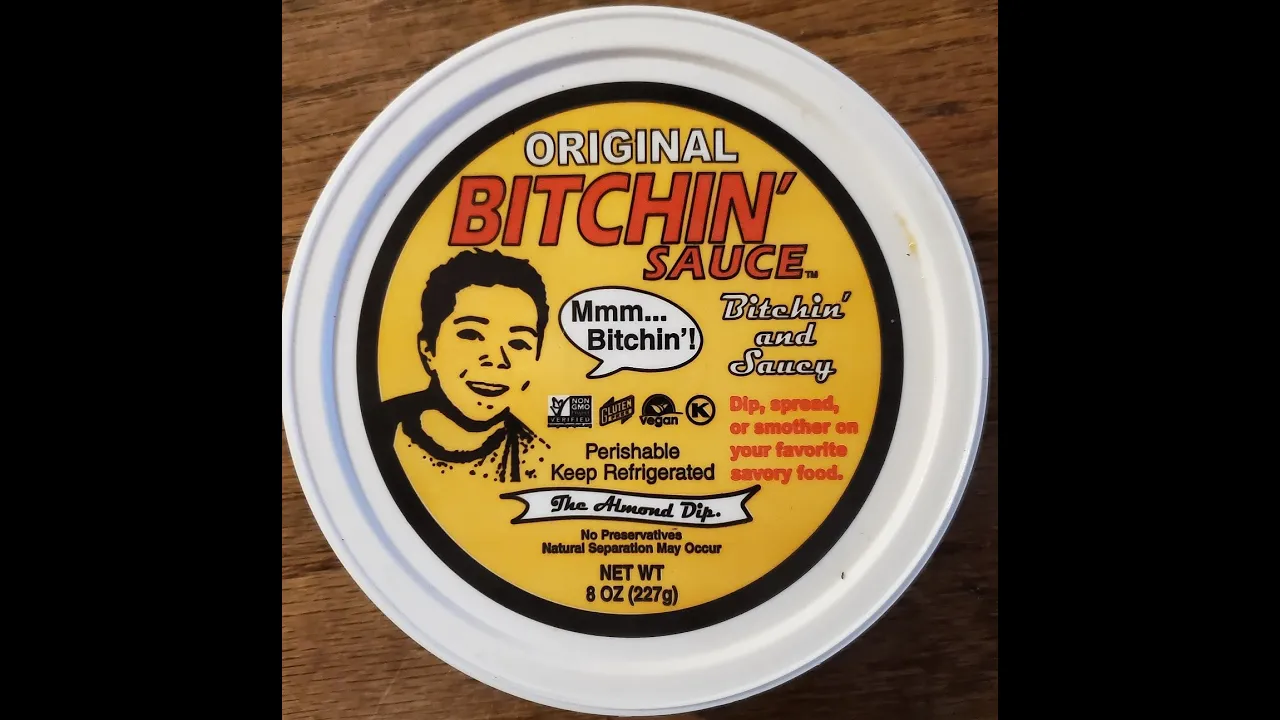 ORIGINAL
BITCHIN'
SAUCE™
Mmm...
Bitchin'!
Bitchin'
and
Saucy
NON
GMO
VERIFIED
GLUTEN
FREE
vegan
K
Dip, spread,
or smother on
your favorite
savory food.
Perishable
Keep Refrigerated
The Almond Dip.
No Preservatives
Natural Separation May Occur
NET WT
8 OZ (227g)